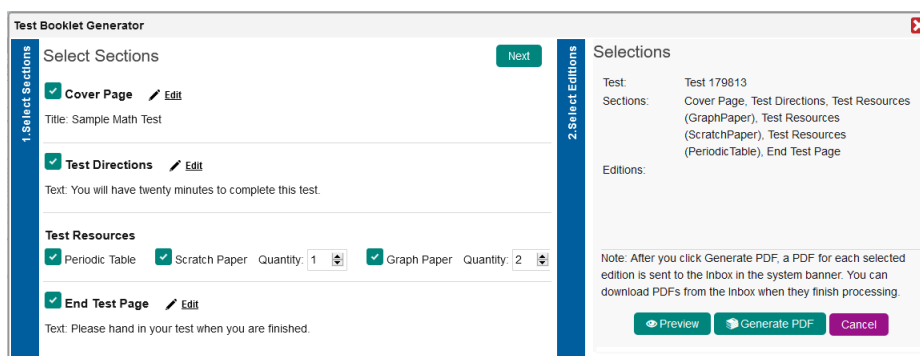 Test Booklet Generator
1.Select Sections
Select Sections
Next
Cover Page Edit
Title: Sample Math Test
Test Directions Edit
Text: You will have twenty minutes to complete this test.
Test Resources
Periodic Table Scratch Paper Quantity: 1 Graph Paper Quantity: 2
End Test Page Edit
Text: Please hand in your test when you are finished.
2.Select Editions
Selections
Test: Test 179813
Sections: Cover Page, Test Directions, Test Resources
(GraphPaper), Test Resources
(ScratchPaper), Test Resources
(PeriodicTable), End Test Page
Editions:
Note: After you click Generate PDF, a PDF for each selected
edition is sent to the Inbox in the system banner. You can
download PDFs from the Inbox when they finish processing.
Preview Generate PDF Cancel